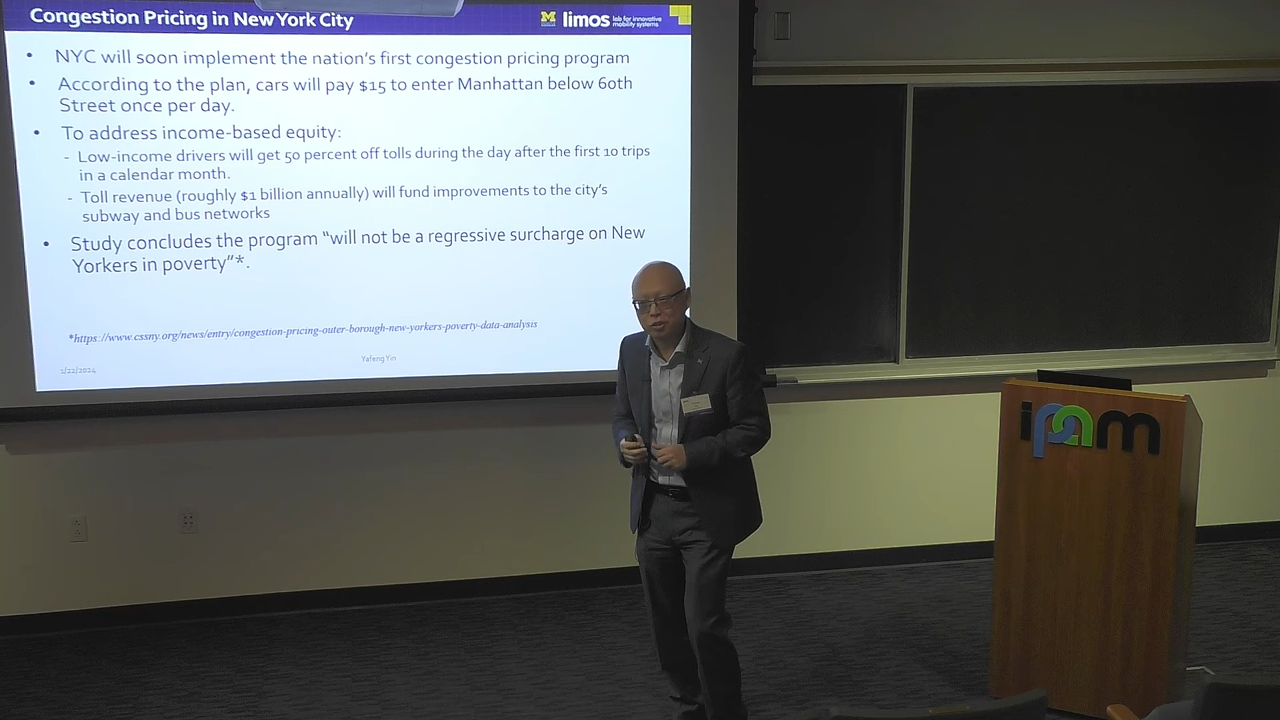 Congestion Pricing in New York City
limos lab for innovative
mobility systems
• NYC will soon implement the nation's first congestion pricing program
• According to the plan, cars will pay $15 to enter Manhattan below 60th
Street once per day.
• To address income-based equity:
- Low-income drivers will get 50 percent off tolls during the day after the first 10 trips
in a calendar month.
- Toll revenue (roughly $1 billion annually) will fund improvements to the city's
subway and bus networks
• Study concludes the program "will not be a regressive surcharge on New
Yorkers in poverty"*.
*https://www.cssny.org/news/entry/congestion-pricing-outer-borough-new-yorkers-poverty-data-analysis
1/22/2024
Yafeng Yin
ipam